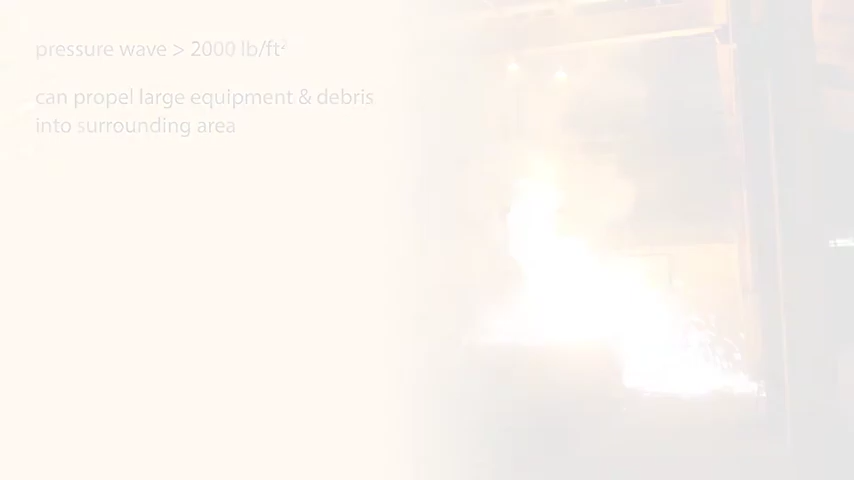 pressure wave > 2000 lb/ft²
can propel large equipment & debris
into surrounding area